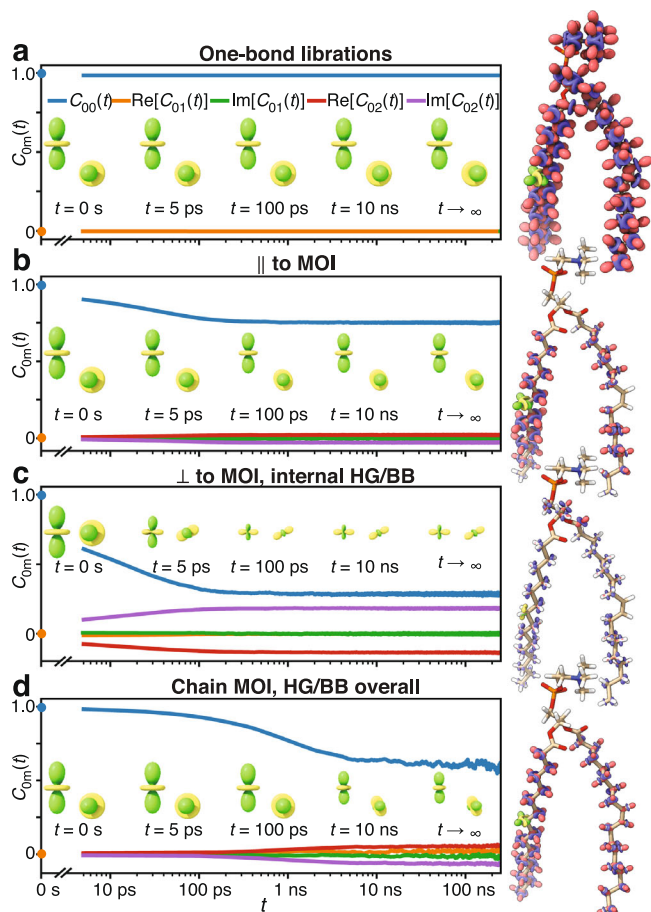 a
One-bond librations
1.0
C₀₀(t) Re[C₀₁(t)] Im[C₀₁(t)] Re[C₀₂(t)] Im[C₀₂(t)]
C₀ₘ(t)
t = 0 s t = 5 ps t = 100 ps t = 10 ns t → ∞
0
b
∥ to MOI
1.0
C₀ₘ(t)
t = 0 s t = 5 ps t = 100 ps t = 10 ns t → ∞
0
c
⊥ to MOI, internal HG/BB
1.0
C₀ₘ(t)
t = 0 s t = 5 ps t = 100 ps t = 10 ns t → ∞
0
d
Chain MOI, HG/BB overall
1.0
C₀ₘ(t)
t = 0 s t = 5 ps t = 100 ps t = 10 ns t → ∞
0
0 s 10 ps 100 ps 1 ns 10 ns 100 ns
t